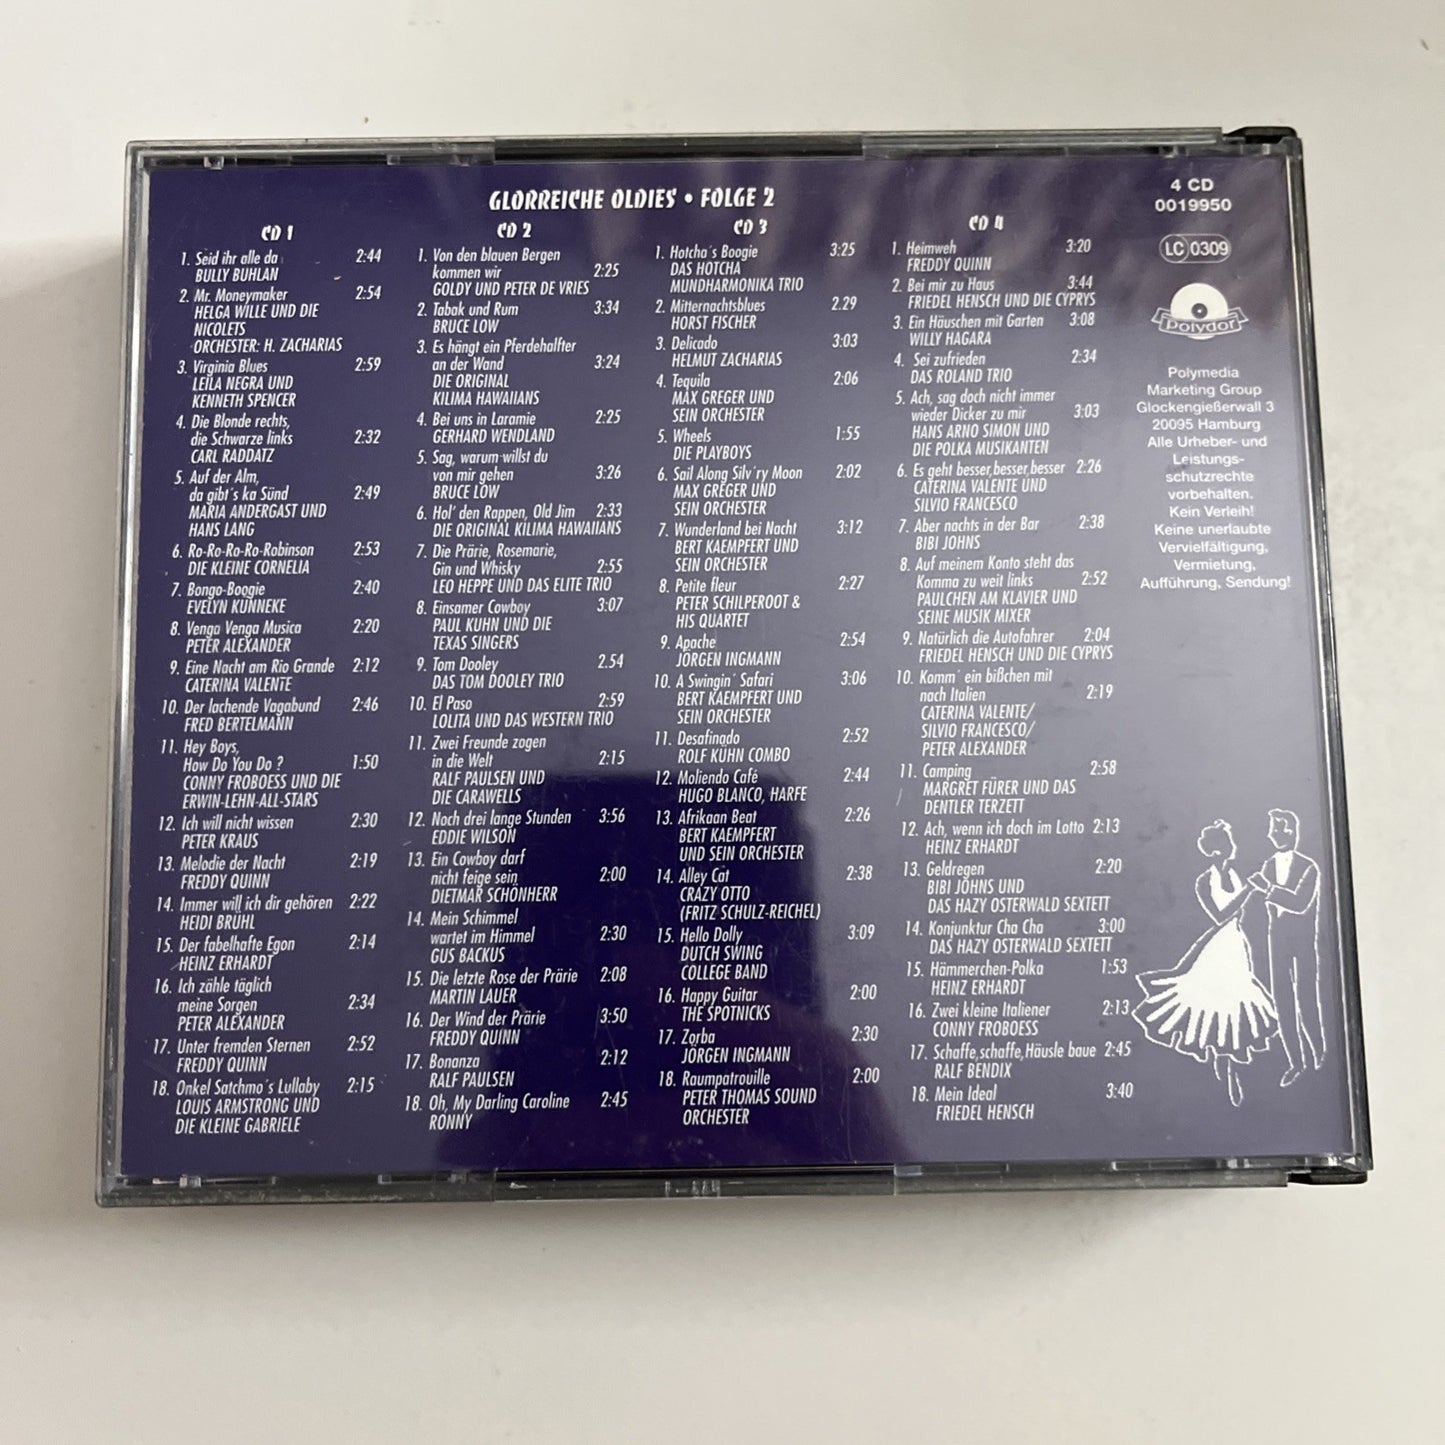 GLORREICHE OLDIES • FOLGE 2
CD 1
1. Seid ihr alle da 2:44
BULLY BUHLAN
2. Mr. Moneymaker 2:54
HELGA WILLE UND DIE
NICOLETS
ORCHESTER: H. ZACHARIAS
3. Virginia Blues 2:59
LEILA NEGRA UND
KENNETH SPENCER
4. Die Blonde rechts,
die Schwarze links 2:32
CARL RADDATZ
5. Auf der Alm,
da gibt´s ka Sünd 2:49
MARIA ANDERGAST UND
HANS LANG
6. Ro-Ro-Ro-Ro-Robinson 2:53
DIE KLEINE CORNELIA
7. Bongo-Boogie 2:40
EVELYN KÜNNEKE
8. Venga Venga Musica 2:20
PETER ALEXANDER
9. Eine Nacht am Rio Grande 2:12
CATERINA VALENTE
10. Der lachende Vagabund 2:46
FRED BERTELMANN
11. Hey Boys,
How Do You Do ? 1:50
CONNY FROBOESS UND DIE
ERWIN-LEHN-ALL-STARS
12. Ich will nicht wissen 2:30
PETER KRAUS
13. Melodie der Nacht 2:19
FREDDY QUINN
14. Immer will ich dir gehören 2:22
HEIDI BRÜHL
15. Der fabelhafte Egon 2:14
HEINZ ERHARDT
16. Ich zähle täglich
meine Sorgen 2:34
PETER ALEXANDER
17. Unter fremden Sternen 2:52
FREDDY QUINN
18. Onkel Satchmo´s Lullaby 2:15
LOUIS ARMSTRONG UND
DIE KLEINE GABRIELE
CD 2
1. Von den blauen Bergen
kommen wir 2:25
GOLDY UND PETER DE VRIES
2. Tabak und Rum 3:34
BRUCE LOW
3. Es hängt ein Pferdehalfter
an der Wand 3:24
DIE ORIGINAL
KILIMA HAWAIIANS
4. Bei uns in Laramie 2:25
GERHARD WENDLAND
5. Sag, warum willst du
von mir gehen 3:26
BRUCE LOW
6. Hol' den Rappen, Old Jim 2:33
DIE ORIGINAL KILIMA HAWAIIANS
7. Die Prärie, Rosemarie,
Gin und Whisky 2:55
LEO HEPPE UND DAS ELITE TRIO
8. Einsamer Cowboy 3:07
PAUL KUHN UND DIE
TEXAS SINGERS
9. Tom Dooley 2.54
DAS TOM DOOLEY TRIO
10. El Paso 2:59
LOLITA UND DAS WESTERN TRIO
11. Zwei Freunde zogen
in die Welt 2:15
RALF PAULSEN UND
DIE CARAWELLS
12. Noch drei lange Stunden 3:56
EDDIE WILSON
13. Ein Cowboy darf
nicht feige sein 2:00
DIETMAR SCHÖNHERR
14. Mein Schimmel
wartet im Himmel 2:30
GUS BACKUS
15. Die letzte Rose der Prärie 2:08
MARTIN LAUER
16. Der Wind der Prärie 3:50
FREDDY QUINN
17. Bonanza 2:12
RALF PAULSEN
18. Oh, My Darling Caroline 2:45
RONNY
CD 3
1. Hotcha´s Boogie 3:25
DAS HOTCHA
MUNDHARMONIKA TRIO
2. Mitternachtsblues 2.29
HORST FISCHER
3. Delicado 3:03
HELMUT ZACHARIAS
4. Tequila 2:06
MAX GREGER UND
SEIN ORCHESTER
5. Wheels 1:55
DIE PLAYBOYS
6. Sail Along Silv´ry Moon 2:02
MAX GREGER UND
SEIN ORCHESTER
7. Wunderland bei Nacht 3:12
BERT KAEMPFERT UND
SEIN ORCHESTER
8. Petite fleur 2:27
PETER SCHILPEROOT &
HIS QUARTET
9. Apache 2:54
JÖRGEN INGMANN
10. A Swingin´ Safari 3:06
BERT KAEMPFERT UND
SEIN ORCHESTER
11. Desafinado 2:52
ROLF KÜHN COMBO
12. Moliendo Café 2:44
HUGO BLANCO, HARFE
13. Afrikaan Beat 2:26
BERT KAEMPFERT
UND SEIN ORCHESTER
14. Alley Cat 2:38
CRAZY OTTO
(FRITZ SCHULZ-REICHEL)
15. Hello Dolly 3:09
DUTCH SWING
COLLEGE BAND
16. Happy Guitar 2:00
THE SPOTNICKS
17. Zorba 2:30
JÖRGEN INGMANN
18. Raumpatrouille 2:00
PETER THOMAS SOUND
ORCHESTER
CD 4
1. Heimweh 3:20
FREDDY QUINN
2. Bei mir zu Haus 3:44
FRIEDEL HENSCH UND DIE CYPRYS
3. Ein Häuschen mit Garten 3:08
WILLY HAGARA
4. Sei zufrieden 2:34
DAS ROLAND TRIO
5. Ach, sag doch nicht immer
wieder Dicker zu mir 3:03
HANS ARNO SIMON UND
DIE POLKA MUSIKANTEN
6. Es geht besser,besser,besser 2:26
CATERINA VALENTE UND
SILVIO FRANCESCO
7. Aber nachts in der Bar 2:38
BIBI JOHNS
8. Auf meinem Konto steht das
Komma zu weit links 2:52
PAULCHEN AM KLAVIER UND
SEINE MUSIK MIXER
9. Natürlich die Autofahrer 2:04
FRIEDEL HENSCH UND DIE CYPRYS
10. Komm´ ein bißchen mit
nach Italien 2:19
CATERINA VALENTE/
SILVIO FRANCESCO/
PETER ALEXANDER
11. Camping 2:58
MARGRET FÜRER UND DAS
DENTLER TERZETT
12. Ach, wenn ich doch im Lotto 2:13
HEINZ ERHARDT
13. Geldregen 2:20
BIBI JOHNS UND
DAS HAZY OSTERWALD SEXTETT
14. Konjunktur Cha Cha 3:00
DAS HAZY OSTERWALD SEXTETT
15. Hämmerchen-Polka 1:53
HEINZ ERHARDT
16. Zwei kleine Italiener 2:13
CONNY FROBOESS
17. Schaffe,schaffe,Häusle baue 2:45
RALF BENDIX
18. Mein Ideal 3:40
FRIEDEL HENSCH
4 CD
0019950
LC 0309
Polydor
Polymedia
Marketing Group
Glockengießerwall 3
20095 Hamburg
Alle Urheber- und
Leistungs-
schutzrechte
vorbehalten.
Kein Verleih!
Keine unerlaubte
Vervielfältigung,
Vermietung,
Aufführung, Sendung!